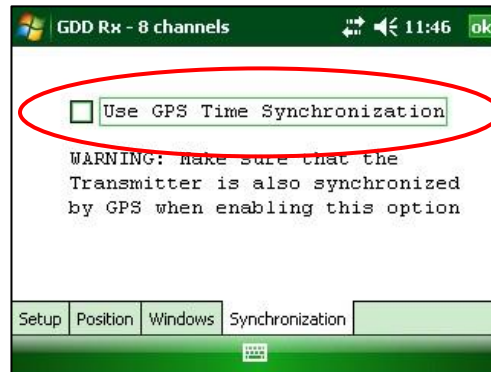 GDD Rx - 8 channels 11:46 ok
Use GPS Time Synchronization
WARNING: Make sure that the
Transmitter is also synchronized
by GPS when enabling this option
Setup Position Windows Synchronization